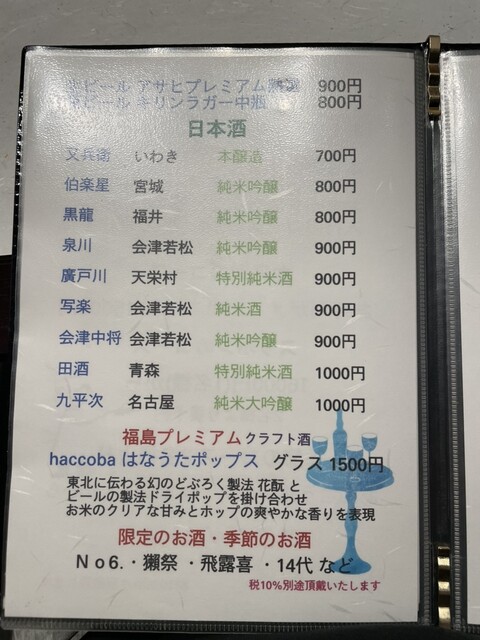 ビール アサヒプレミアム熟撰 900円
ビール キリンラガー中瓶 800円
日本酒
又兵衛 いわき 本醸造 700円
伯楽星 宮城 純米吟醸 800円
黒龍 福井 純米吟醸 800円
泉川 会津若松 純米吟醸 900円
廣戸川 天栄村 特別純米酒 900円
写楽 会津若松 純米酒 900円
会津中将 会津若松 純米吟醸 900円
田酒 青森 特別純米酒 1000円
九平次 名古屋 純米大吟醸 1000円
福島プレミアム クラフト酒
haccoba はなうたポップス グラス 1500円
東北に伝わる幻のどぶろく製法 花酛 と
ビールの製法ドライポップを掛け合わせ
お米のクリアな甘みとホップの爽やかな香りを表現
限定のお酒・季節のお酒
No6.・獺祭・飛露喜・14代 など
税10%別途頂戴いたします